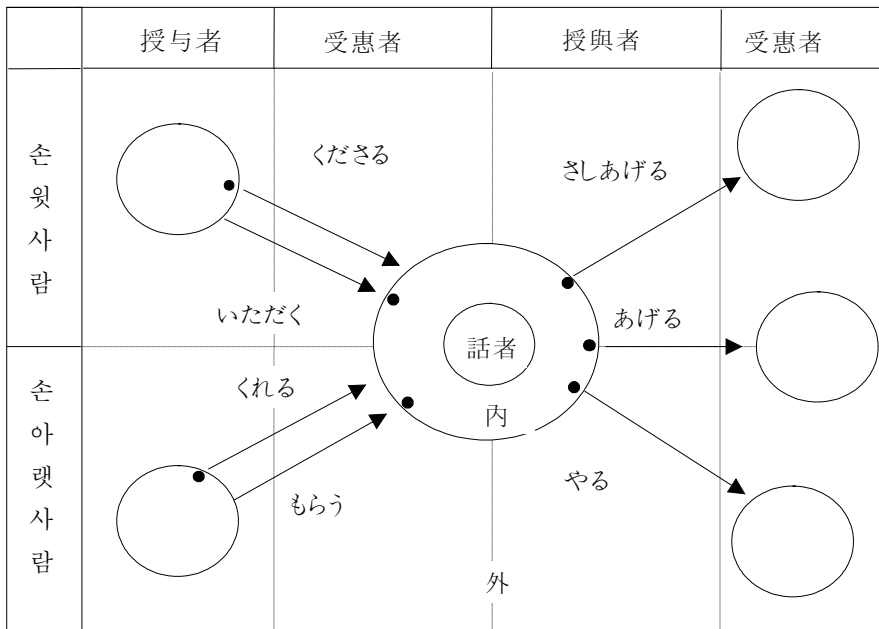 授与者 受惠者 授與者 受惠者
손윗사람
くださる
さしあげる
いただく
あげる
話者
内
손아랫사람
くれる
もらう
やる
外